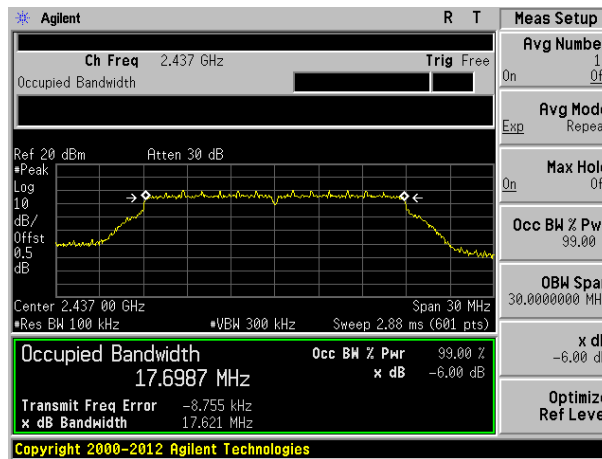 Agilent R T
Ch Freq 2.437 GHz Trig Free
Occupied Bandwidth
Ref 20 dBm Atten 30 dB
#Peak
Log
10
dB/
Offst
0.5
dB
Center 2.437 00 GHz Span 30 MHz
#Res BW 100 kHz #VBW 300 kHz Sweep 2.88 ms (601 pts)
Occupied Bandwidth Occ BW % Pwr 99.00 %
17.6987 MHz x dB -6.00 dB
Transmit Freq Error -8.755 kHz
x dB Bandwidth 17.621 MHz
Copyright 2000-2012 Agilent Technologies
Meas Setup
Avg Numbe
1
On Of
Avg Mod
Exp Repea
Max Hol
On Of
Occ BW % Pw
99.00
OBW Spa
30.0000000 MH
x d
-6.00 d
Optimiz
Ref Leve